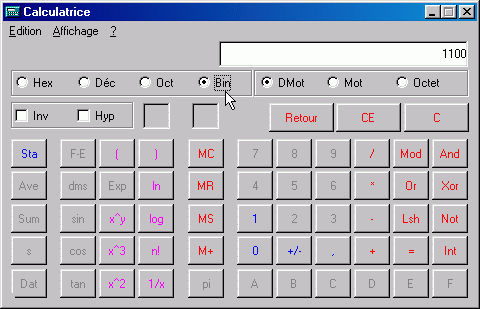 Calculatrice
Edition Affichage ?
1100
Hex Déc Oct Bin DMot Mot Octet
Inv Hyp Retour CE C
Sta F-E ( ) MC 7 8 9 / Mod And
Ave dms Exp ln MR 4 5 6 * Or Xor
Sum sin x^y log MS 1 2 3 - Lsh Not
s cos x^3 n! M+ 0 +/- , + = Int
Dat tan x^2 1/x pi A B C D E F